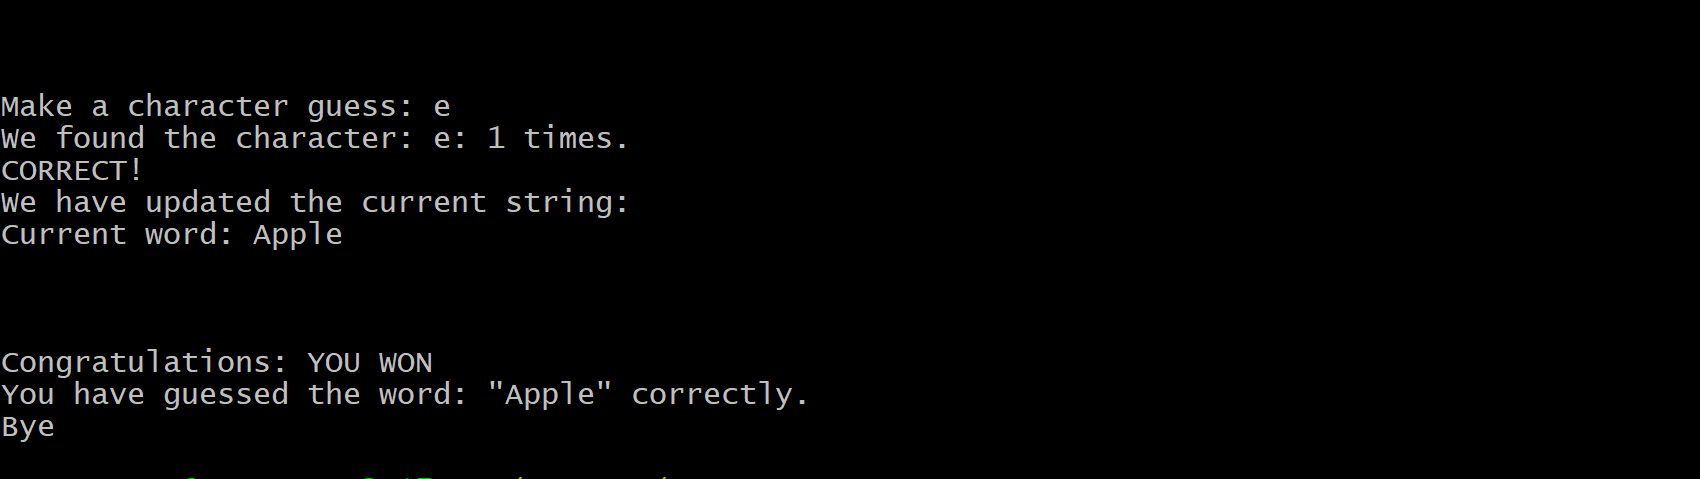 Make a character guess: e
We found the character: e: 1 times.
CORRECT!
We have updated the current string:
Current word: Apple
Congratulations: YOU WON
You have guessed the word: "Apple" correctly.
Bye